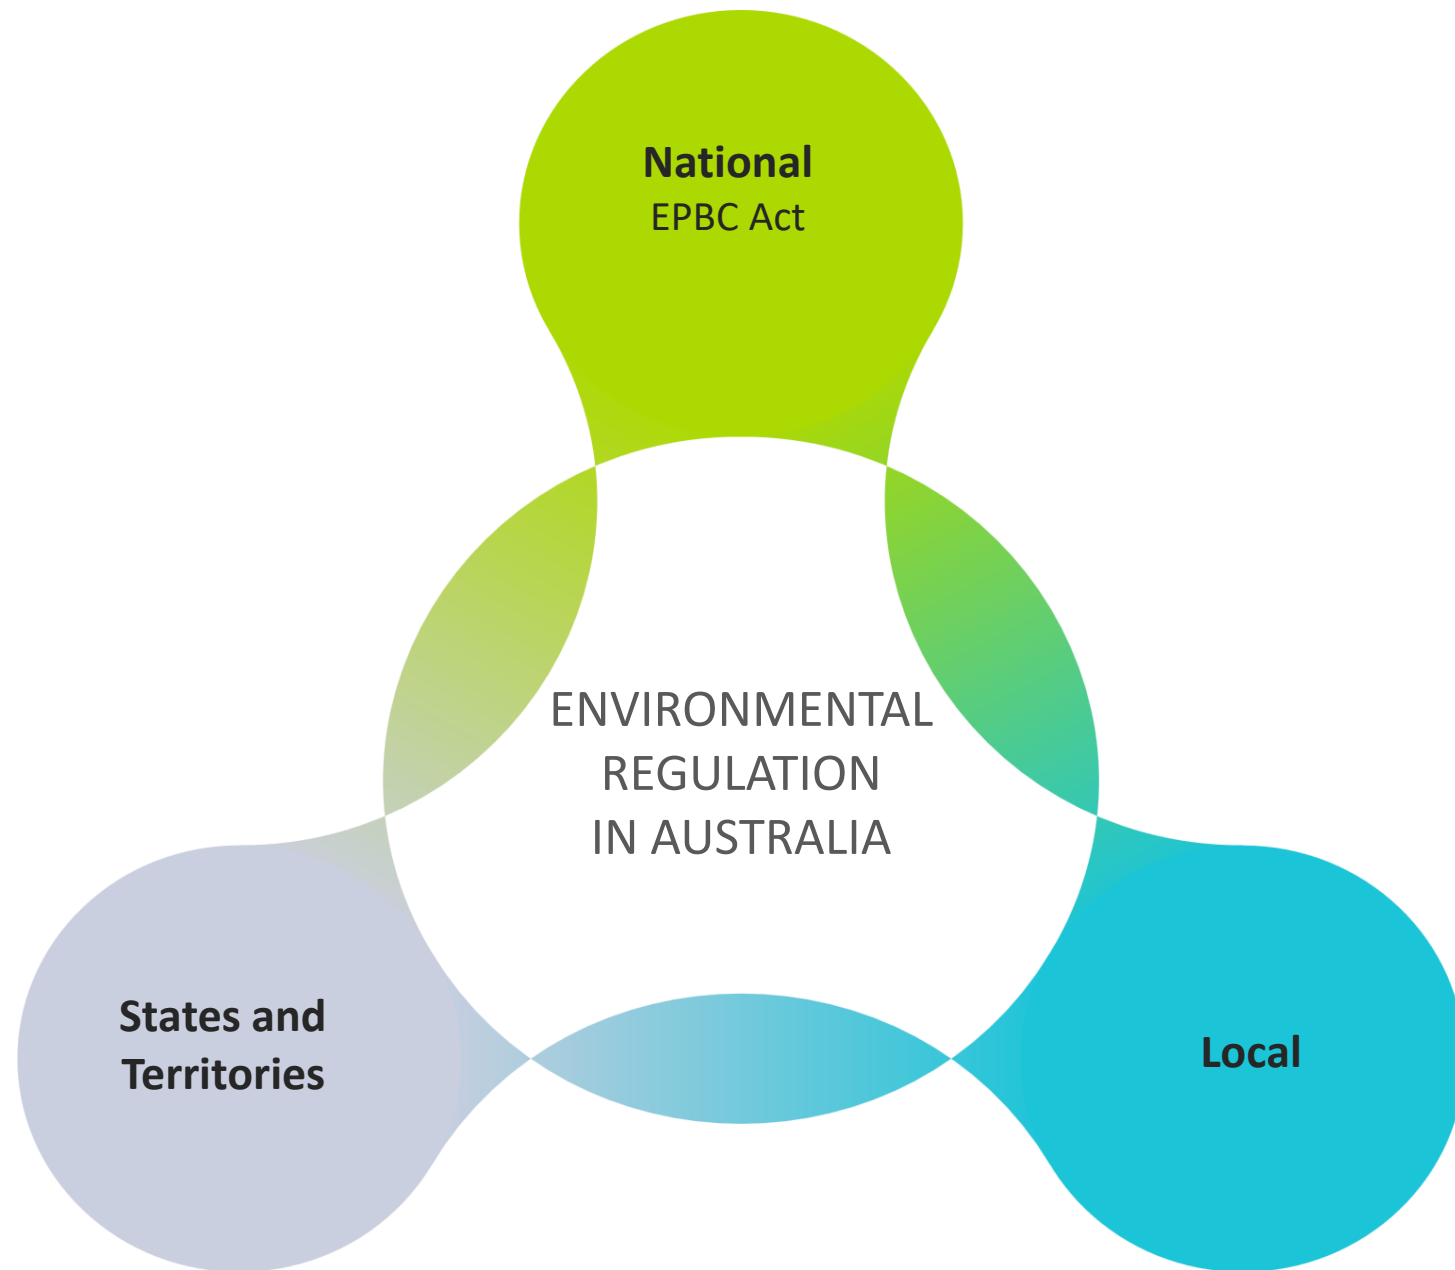 National
EPBC Act
ENVIRONMENTAL
REGULATION
IN AUSTRALIA
States and
Territories
Local